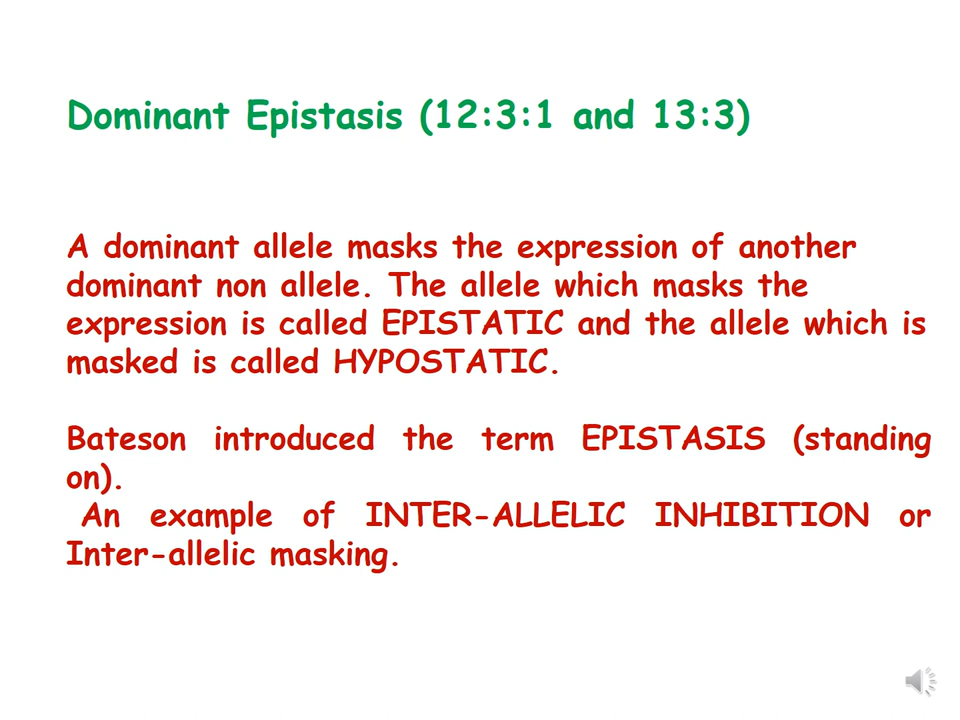 Dominant Epistasis (12:3:1 and 13:3)
A dominant allele masks the expression of another
dominant non allele. The allele which masks the
expression is called EPISTATIC and the allele which is
masked is called HYPOSTATIC.
Bateson introduced the term EPISTASIS (standing
on).
An example of INTER-ALLELIC INHIBITION or
Inter-allelic masking.